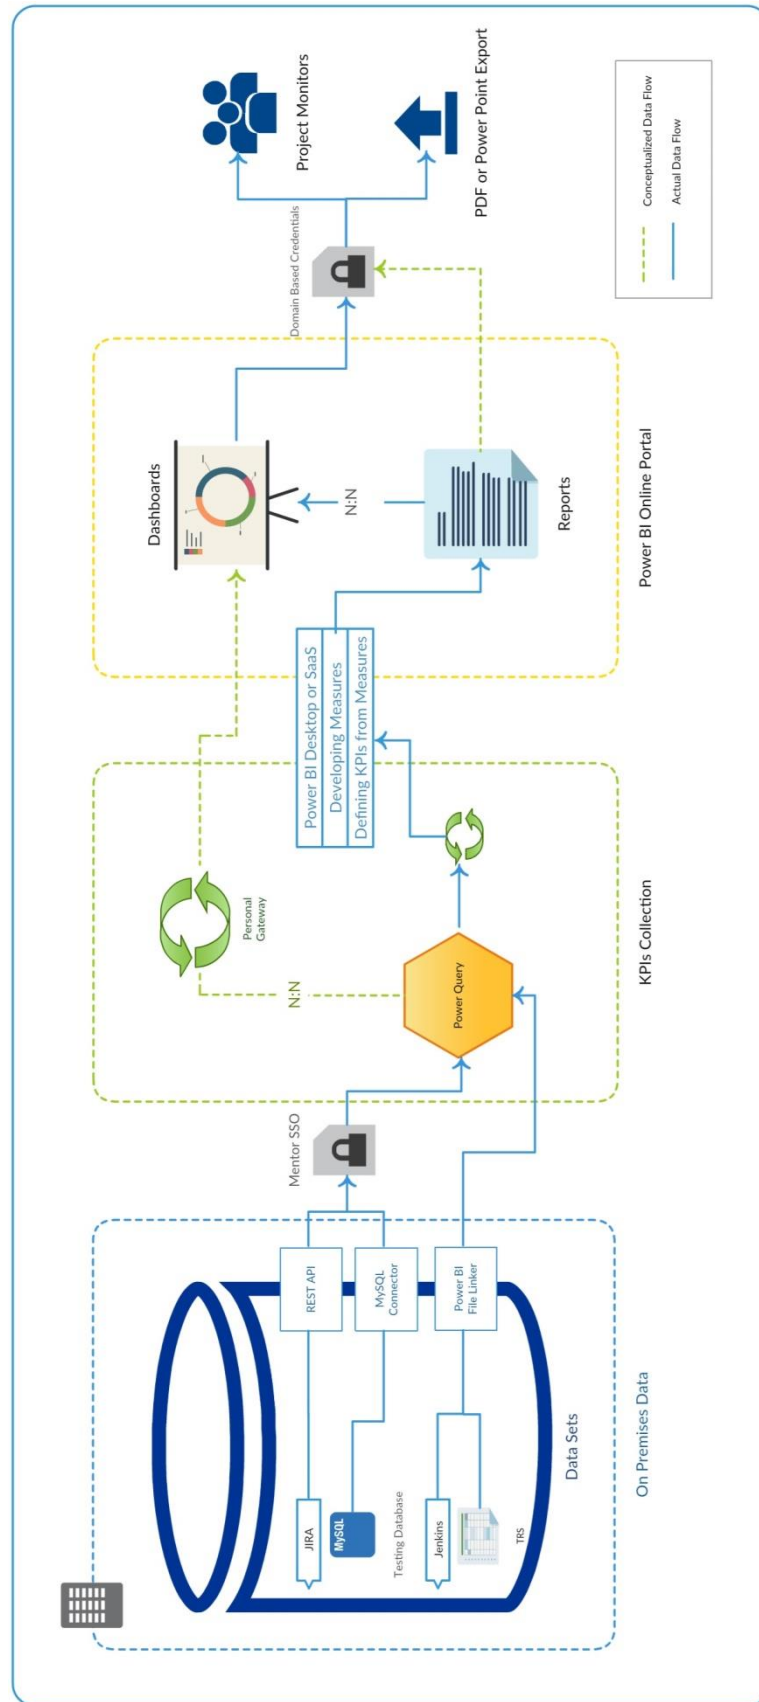 JIRA
MySQL
Testing Database
Jenkins
TRS
REST API
MySQL
Connector
Power BI
File Linker
Data Sets
On Premises Data
Mentor SSO
Power Query
N:N
Personal
Gateway
KPIs Collection
Power BI Desktop or SaaS
Developing Measures
Defining KPIs from Measures
Dashboards
N:N
Reports
Power BI Online Portal
Domain Based Credentials
Project Monitors
PDF or Power Point Export
Conceptualized Data Flow
Actual Data Flow